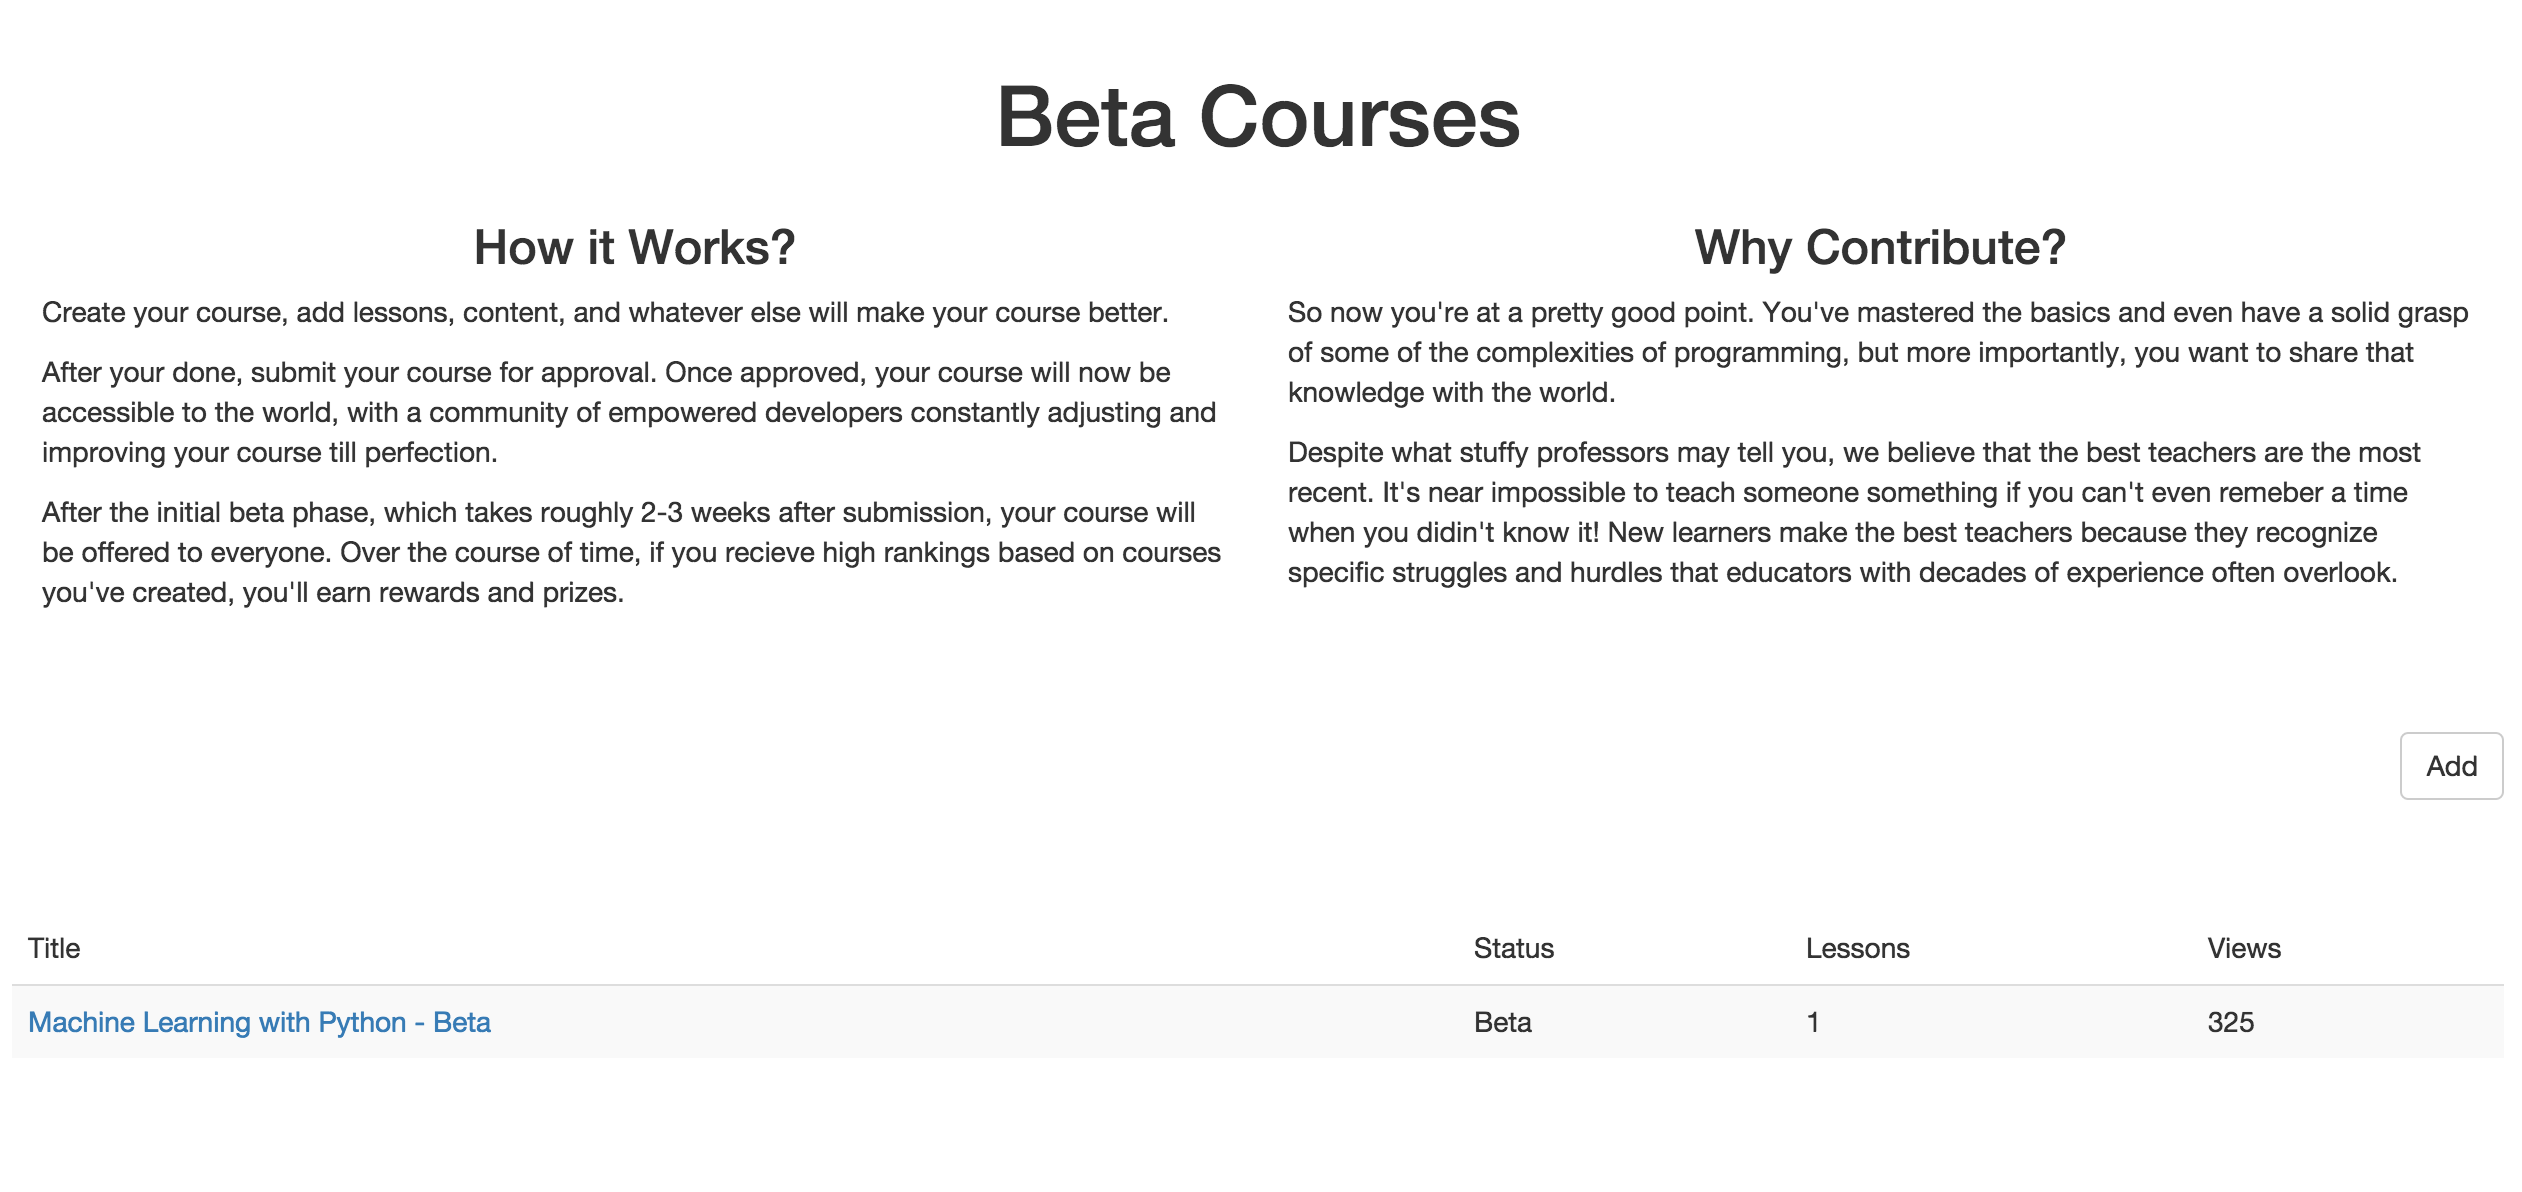 Beta Courses
How it Works?
Create your course, add lessons, content, and whatever else will make your course better.
After your done, submit your course for approval. Once approved, your course will now be
accessible to the world, with a community of empowered developers constantly adjusting and
improving your course till perfection.
After the initial beta phase, which takes roughly 2-3 weeks after submission, your course will
be offered to everyone. Over the course of time, if you recieve high rankings based on courses
you've created, you'll earn rewards and prizes.
Why Contribute?
So now you're at a pretty good point. You've mastered the basics and even have a solid grasp
of some of the complexities of programming, but more importantly, you want to share that
knowledge with the world.
Despite what stuffy professors may tell you, we believe that the best teachers are the most
recent. It's near impossible to teach someone something if you can't even remeber a time
when you didin't know it! New learners make the best teachers because they recognize
specific struggles and hurdles that educators with decades of experience often overlook.
Add
Title Status Lessons Views
Machine Learning with Python - Beta Beta 1 325